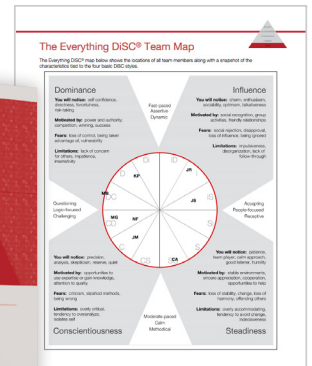 The Everything DiSC® Team Map
The Everything DiSC® map below shows the locations of all team members along with a snapshot of the
characteristics tied to the four basic DiSC styles.
Dominance
You will notice: self-confidence,
directness, forcefulness,
risk-taking
Motivated by: power and authority,
competition, winning, success
Fears: loss of control, being taken
advantage of, vulnerability
Limitations: lack of concern
for others, impatience,
insensitivity
Fast-paced
Assertive
Dynamic
Influence
You will notice: charm, enthusiasm,
sociability, optimism, talkativeness
Motivated by: social recognition, group
activities, friendly relationships
Fears: social rejection, disapproval,
loss of influence, being ignored
Limitations: impulsiveness,
disorganization, lack of
follow-through
D
Di
iD
i
KP
JR
DC
JS
iS
Questioning
Logic-focused
Challenging
Accepting
People-focused
Receptive
CD
MG
NF
Si
JM
C
CS
CA
S
You will notice: precision,
analysis, skepticism, reserve, quiet
Motivated by: opportunities to
use expertise or gain knowledge,
attention to quality
Fears: criticism, slipshod methods,
being wrong
Limitations: overly critical,
tendency to overanalyze,
isolates self
Conscientiousness
Moderate-paced
Calm
Methodical
You will notice: patience,
team player, calm approach,
good listener, humility
Motivated by: stable environments,
sincere appreciation, cooperation,
opportunities to help
Fears: loss of stability, change, loss of
harmony, offending others
Limitations: overly accommodating,
tendency to avoid change,
indecisiveness
Steadiness